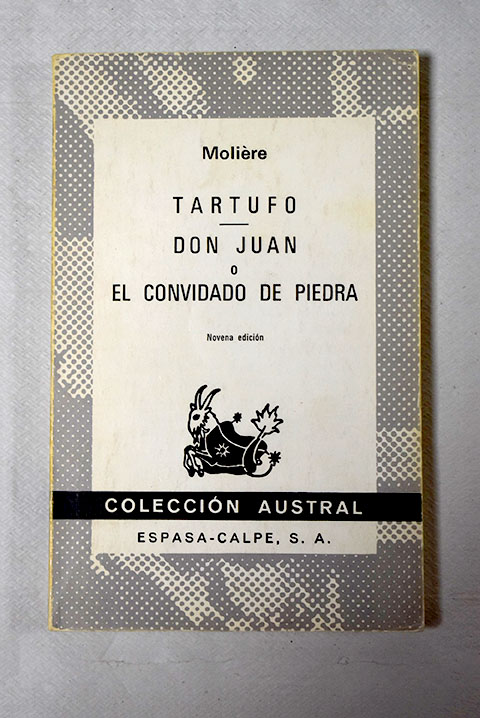 Molière
TARTUFO
DON JUAN
o
EL CONVIDADO DE PIEDRA
Novena edición
COLECCIÓN AUSTRAL
ESPASA-CALPE, S. A.